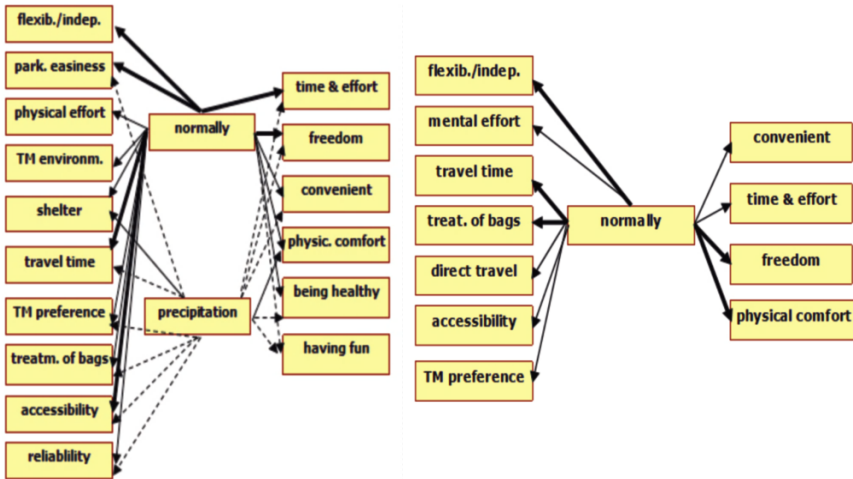 flexib./indep.
park. easiness
physical effort
TM environm.
shelter
travel time
TM preference
treatm. of bags
accessibility
reliablility
normally
precipitation
time & effort
freedom
convenient
physic. comfort
being healthy
having fun
flexib./indep.
mental effort
travel time
treat. of bags
direct travel
accessibility
TM preference
normally
convenient
time & effort
freedom
physical comfort